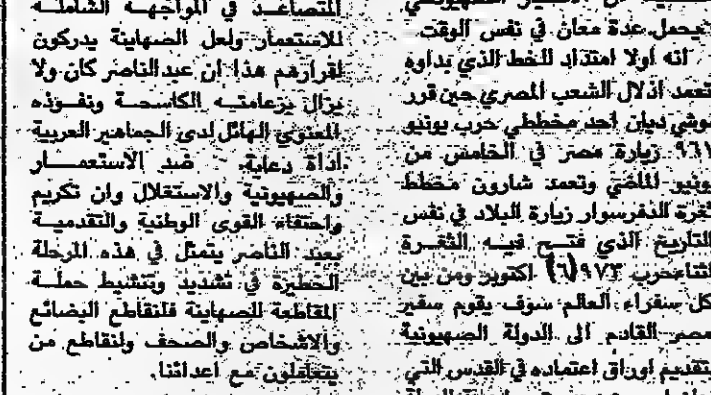 يحمل عدة معان في نفس الوقت.
انه اولا امتداد للخط الذي بداوه
تعمد اذلال الشعب المصري حين قرر
موشي ديان احد مخططي حرب يونيو
٩٦٧ زيارة مصر في الخامس من
يونيو الماضي وتعمد شارون مخطط
ثغرة الدفرسوار زيارة البلاد في نفس
التاريخ الذي فتح فيه الثغرة
اثناء حرب ٩٧٣ اكتوبر ومن بين
كل سفراء العالم سوف يقوم سفير
مصر القادم الى الدولة الصهيونية
بتقديم اوراق اعتماده في القدس التي
المتصاعد في المواجهة الشاملة
للاستعمار ولعل الصهاينة يدركون
لقرارهم هذا ان عبد الناصر كان ولا
يزال بزعامته الكاسحة ونفوذه
المعنوي الهائل لدى الجماهير العربية
اداة دعاية ضد الاستعمار
والصهيونية والاستقلال وان تكريم
واحتفاء القوى الوطنية والتقدمية
بعبد الناصر يتمثل في هذه المرحلة
الخطيرة في تشديد وتنشيط حملة
المقاطعة للصهاينة فلنقاطع البضائع
والاشخاص والصحف ولنقاطع من
يتعاملون مع اعدائنا.